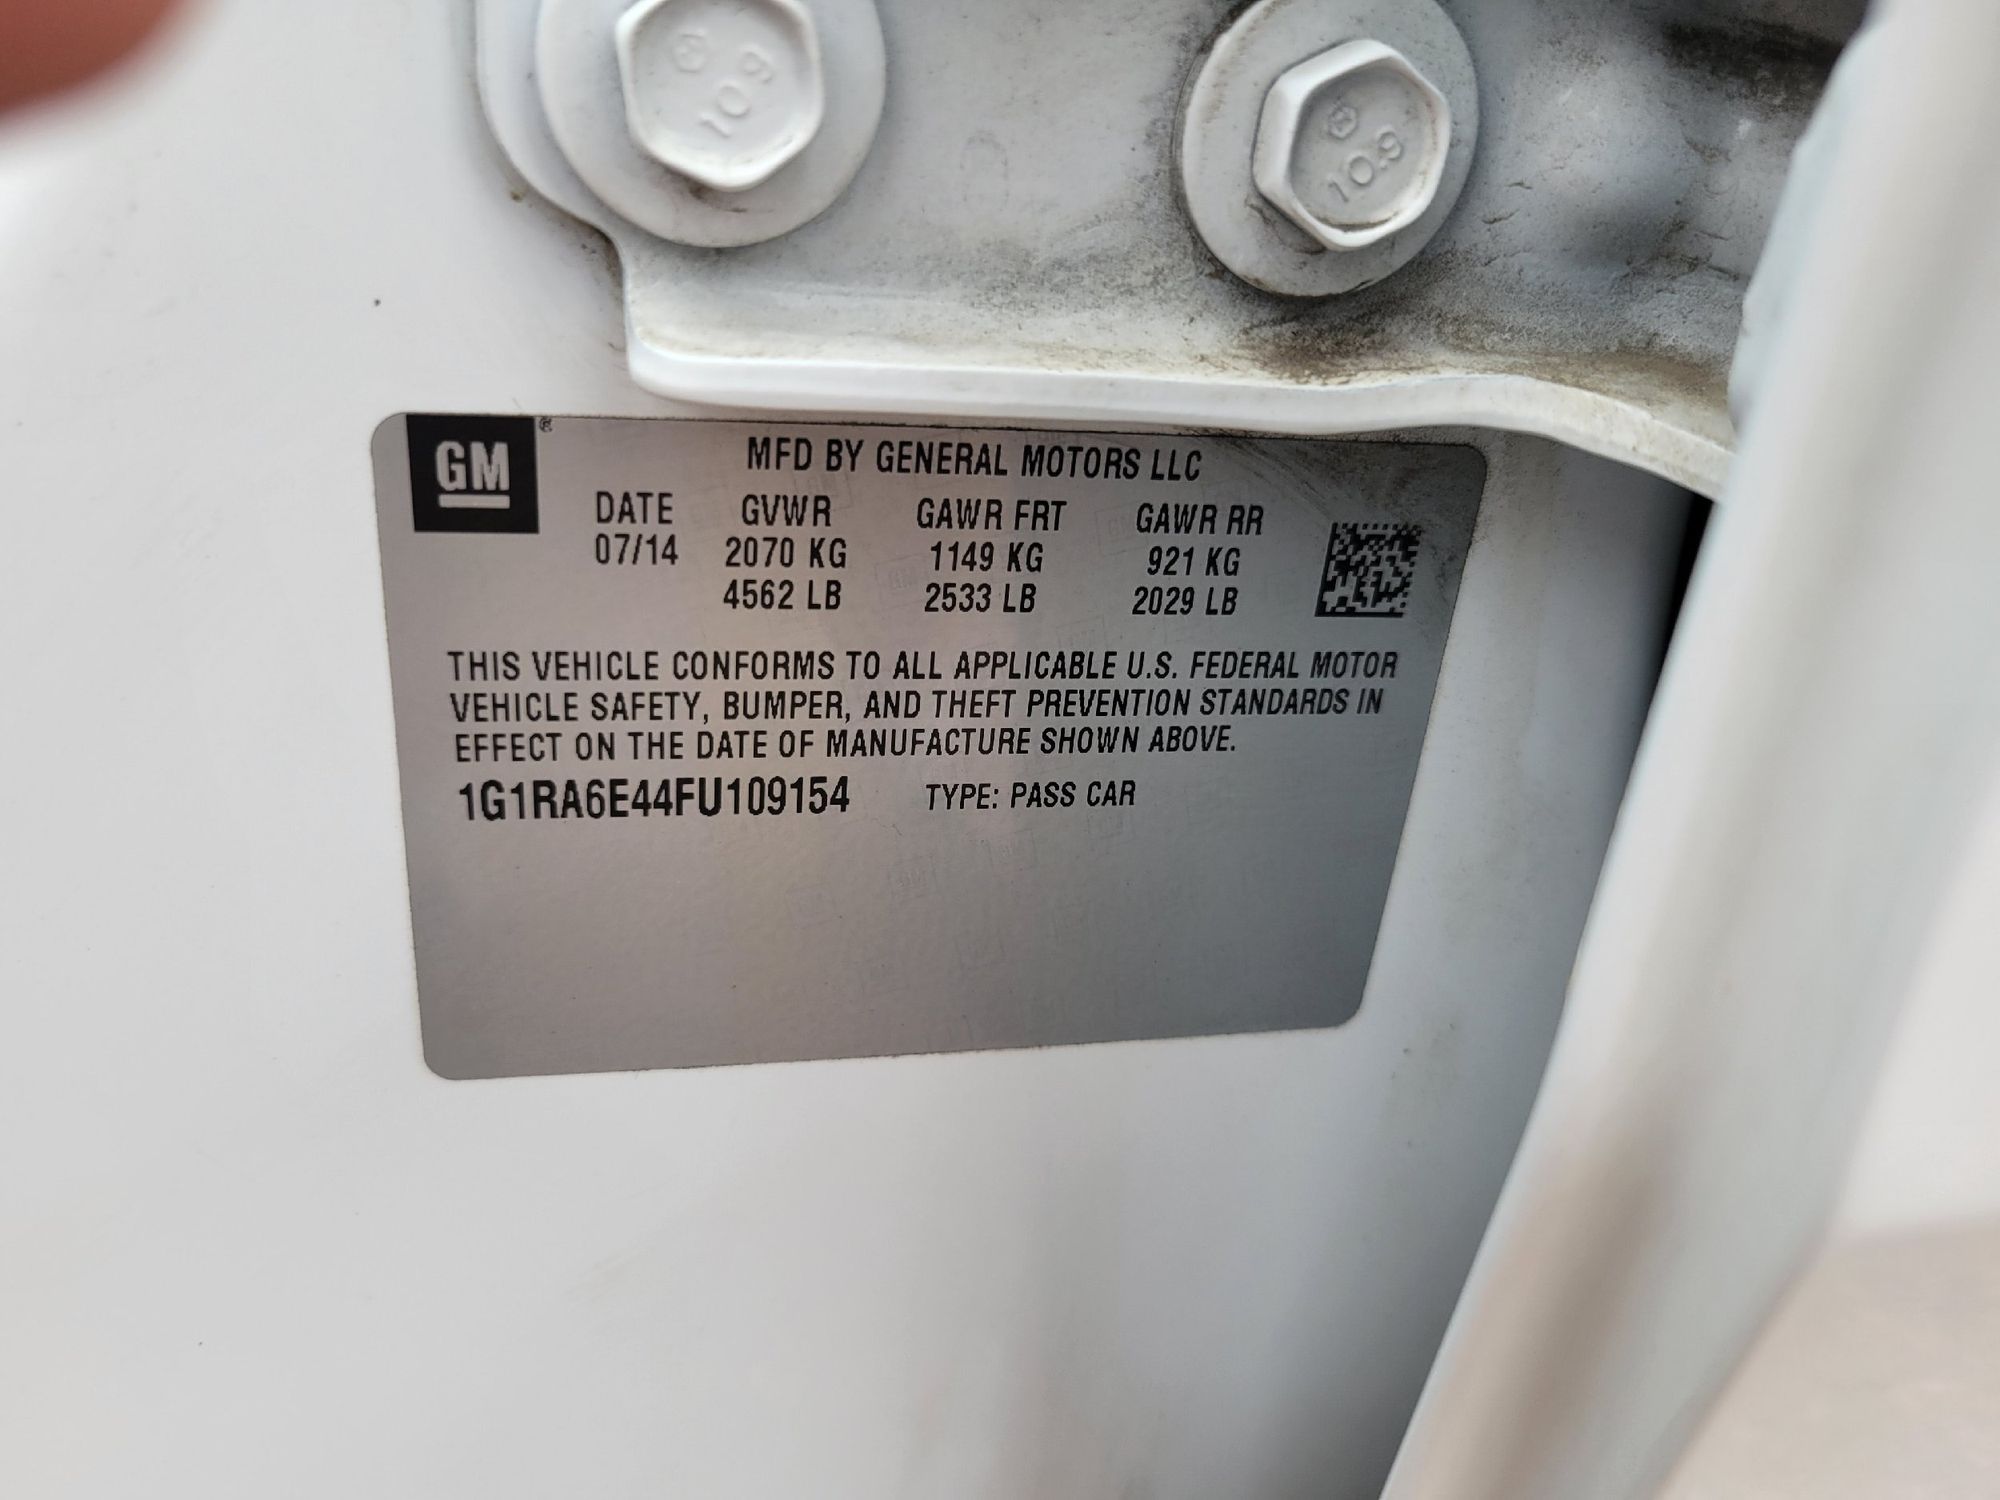 10.9
10.9
GM®
MFD BY GENERAL MOTORS LLC
DATE GVWR GAWR FRT GAWR RR
07/14 2070 KG 1149 KG 921 KG
4562 LB 2533 LB 2029 LB
THIS VEHICLE CONFORMS TO ALL APPLICABLE U.S. FEDERAL MOTOR
VEHICLE SAFETY, BUMPER, AND THEFT PREVENTION STANDARDS IN
EFFECT ON THE DATE OF MANUFACTURE SHOWN ABOVE.
1G1RA6E44FU109154 TYPE: PASS CAR